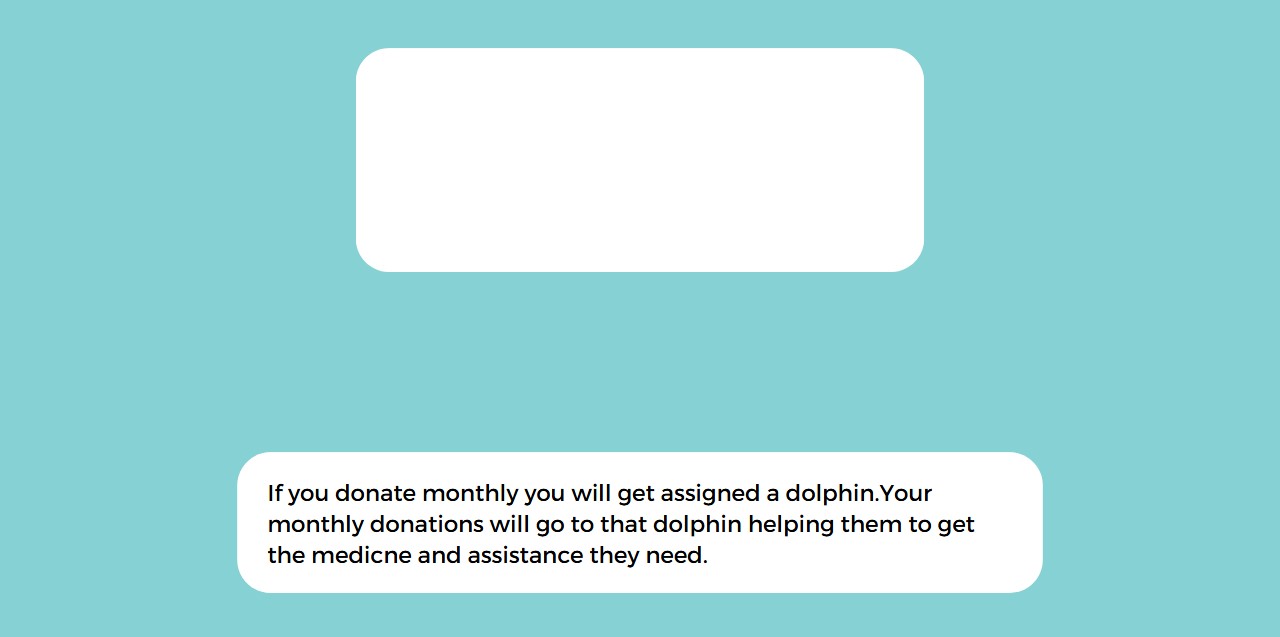 If you donate monthly you will get assigned a dolphin.Your
monthly donations will go to that dolphin helping them to get
the medicne and assistance they need.